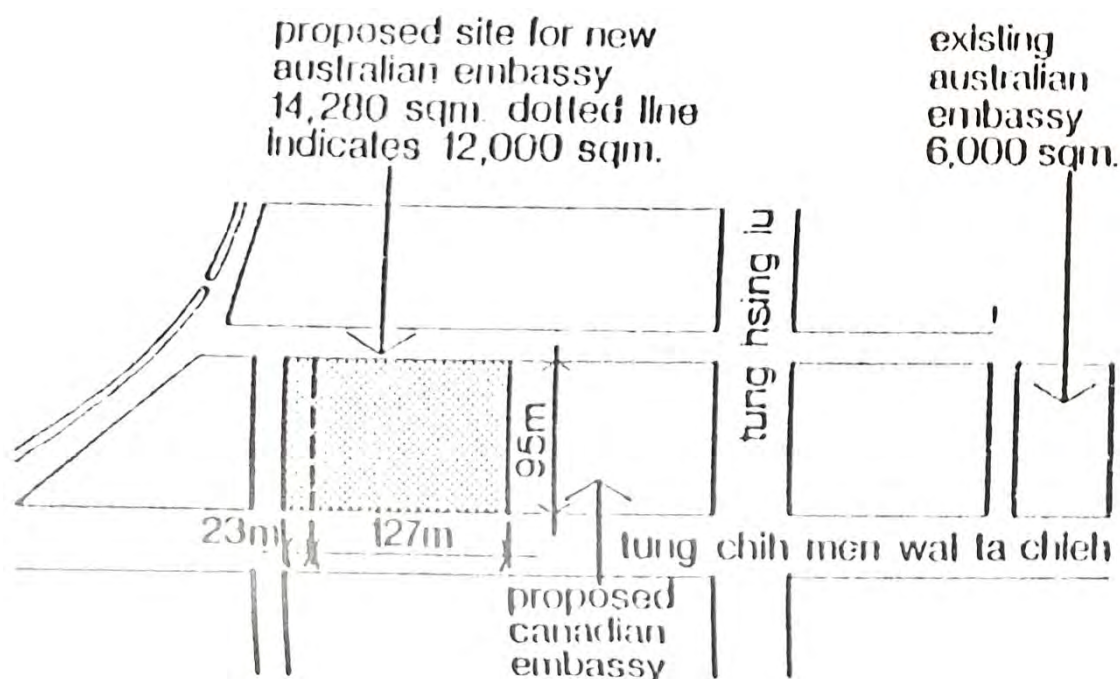 proposed site for new
australian embassy
14,280 sqm. dotted line
indicates 12,000 sqm.
existing
australian
embassy
6,000 sqm.
tung hsing lu
95m
23m
127m
tung chih men wai ta chieh
proposed
canadian
embassy